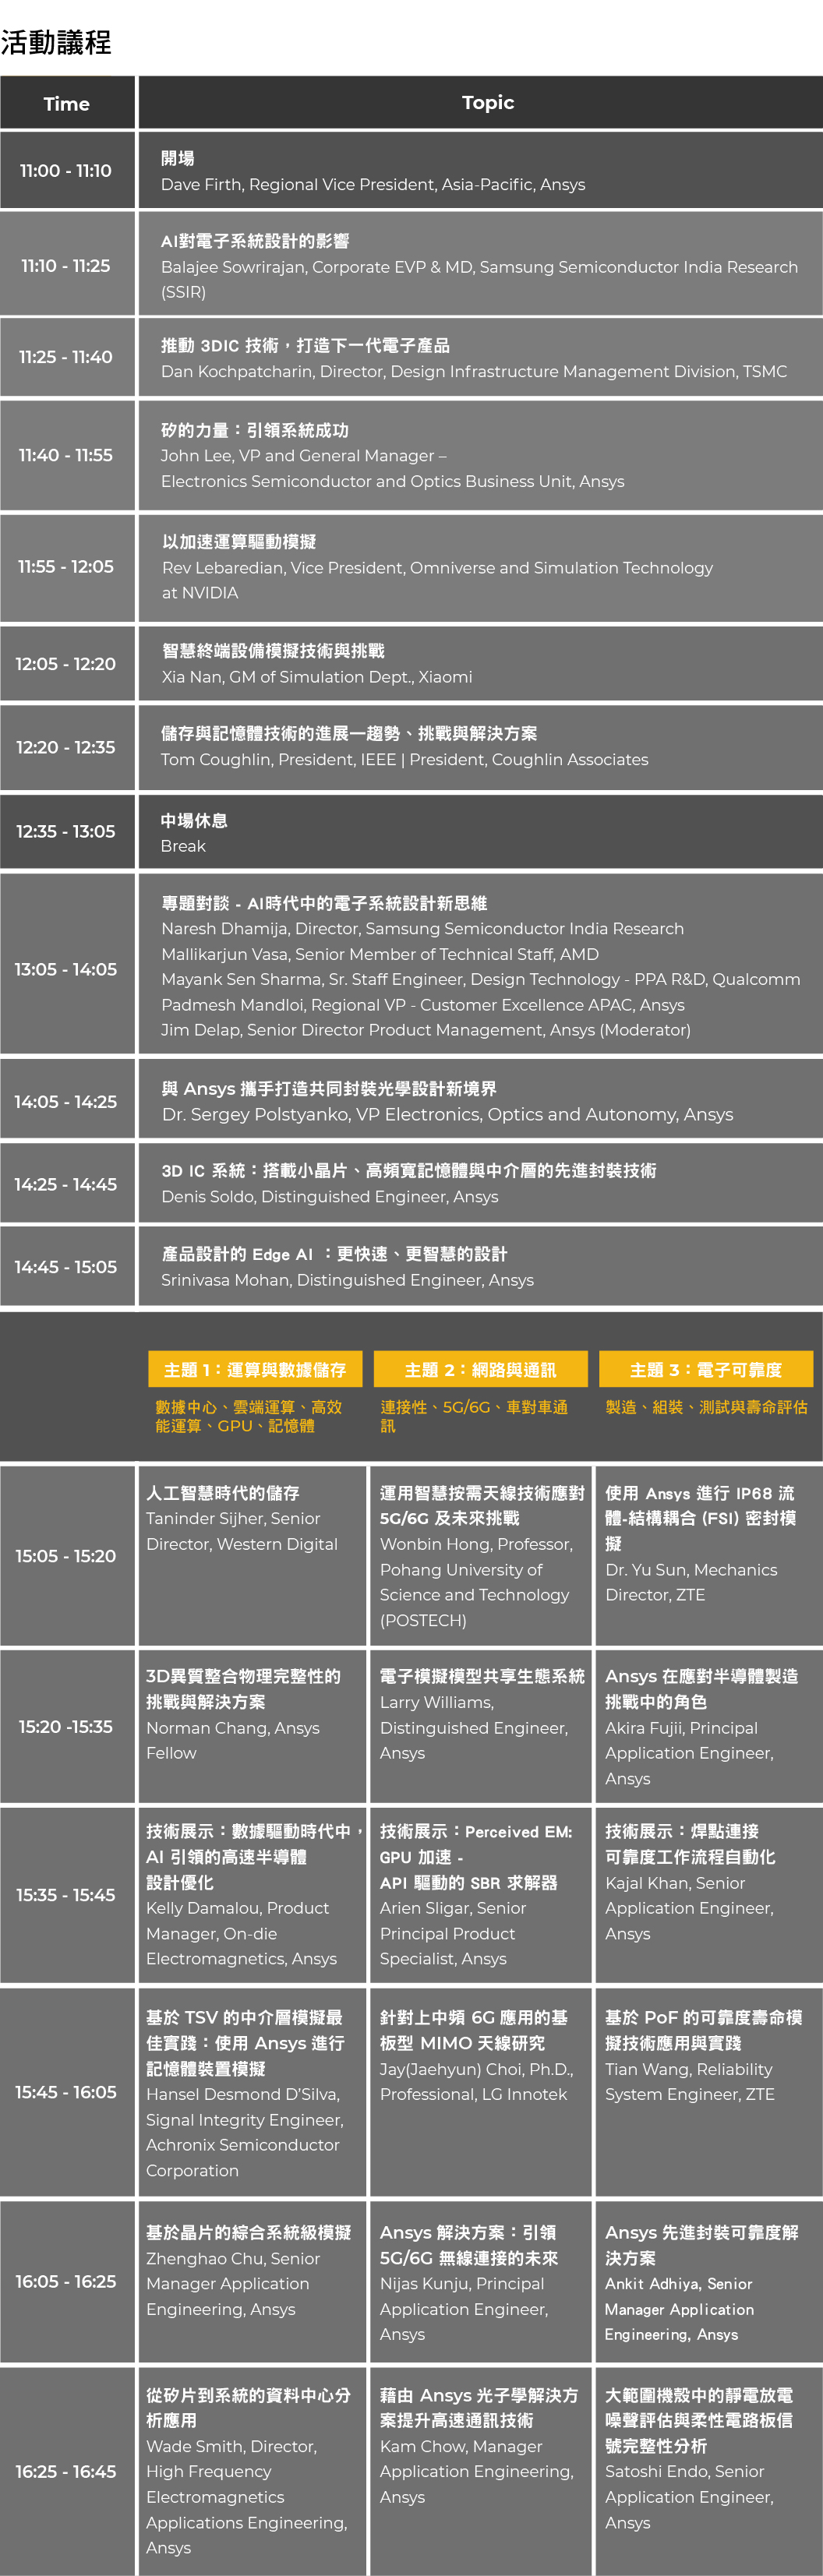 活動議程
Time
Topic
11:00 - 11:10
開場
Dave Firth, Regional Vice President, Asia-Pacific, Ansys
11:10 - 11:25
AI對電子系統設計的影響
Balajee Sowrirajan, Corporate EVP & MD, Samsung Semiconductor India Research
(SSIR)
11:25 - 11:40
推動 3DIC 技術，打造下一代電子產品
Dan Kochpatcharin, Director, Design Infrastructure Management Division, TSMC
11:40 - 11:55
矽的力量：引領系統成功
John Lee, VP and General Manager –
Electronics Semiconductor and Optics Business Unit, Ansys
11:55 - 12:05
以加速運算驅動模擬
Rev Lebaredian, Vice President, Omniverse and Simulation Technology
at NVIDIA
12:05 - 12:20
智慧終端設備模擬技術與挑戰
Xia Nan, GM of Simulation Dept., Xiaomi
12:20 - 12:35
儲存與記憶體技術的進展—趨勢、挑戰與解決方案
Tom Coughlin, President, IEEE | President, Coughlin Associates
12:35 - 13:05
中場休息
Break
13:05 - 14:05
專題對談 - AI時代中的電子系統設計新思維
Naresh Dhamija, Director, Samsung Semiconductor India Research
Mallikarjun Vasa, Senior Member of Technical Staff, AMD
Mayank Sen Sharma, Sr. Staff Engineer, Design Technology - PPA R&D, Qualcomm
Padmesh Mandloi, Regional VP - Customer Excellence APAC, Ansys
Jim Delap, Senior Director Product Management, Ansys (Moderator)
14:05 - 14:25
與 Ansys 攜手打造共同封裝光學設計新境界
Dr. Sergey Polstyanko, VP Electronics, Optics and Autonomy, Ansys
14:25 - 14:45
3D IC 系統：搭載小晶片、高頻寬記憶體與中介層的先進封裝技術
Denis Soldo, Distinguished Engineer, Ansys
14:45 - 15:05
產品設計的 Edge AI ：更快速、更智慧的設計
Srinivasa Mohan, Distinguished Engineer, Ansys
主題 1：運算與數據儲存
數據中心、雲端運算、高效
能運算、GPU、記憶體
主題 2：網路與通訊
連接性、5G/6G、車對車通
訊
主題 3：電子可靠度
製造、組裝、測試與壽命評估
15:05 - 15:20
人工智慧時代的儲存
Taninder Sijher, Senior
Director, Western Digital
運用智慧按需天線技術應對
5G/6G 及未來挑戰
Wonbin Hong, Professor,
Pohang University of
Science and Technology
(POSTECH)
使用 Ansys 進行 IP68 流
體-結構耦合 (FSI) 密封模
擬
Dr. Yu Sun, Mechanics
Director, ZTE
15:20 -15:35
3D異質整合物理完整性的
挑戰與解決方案
Norman Chang, Ansys
Fellow
電子模擬模型共享生態系統
Larry Williams,
Distinguished Engineer,
Ansys
Ansys 在應對半導體製造
挑戰中的角色
Akira Fujii, Principal
Application Engineer,
Ansys
15:35 - 15:45
技術展示：數據驅動時代中，
AI 引領的高速半導體
設計優化
Kelly Damalou, Product
Manager, On-die
Electromagnetics, Ansys
技術展示：Perceived EM:
GPU 加速 -
API 驅動的 SBR 求解器
Arien Sligar, Senior
Principal Product
Specialist, Ansys
技術展示：焊點連接
可靠度工作流程自動化
Kajal Khan, Senior
Application Engineer,
Ansys
15:45 - 16:05
基於 TSV 的中介層模擬最
佳實踐：使用 Ansys 進行
記憶體裝置模擬
Hansel Desmond D’Silva,
Signal Integrity Engineer,
Achronix Semiconductor
Corporation
針對上中頻 6G 應用的基
板型 MIMO 天線研究
Jay(Jaehyun) Choi, Ph.D.,
Professional, LG Innotek
基於 PoF 的可靠度壽命模
擬技術應用與實踐
Tian Wang, Reliability
System Engineer, ZTE
16:05 - 16:25
基於晶片的綜合系統級模擬
Zhenghao Chu, Senior
Manager Application
Engineering, Ansys
Ansys 解決方案：引領
5G/6G 無線連接的未來
Nijas Kunju, Principal
Application Engineer,
Ansys
Ansys 先進封裝可靠度解
決方案
Ankit Adhiya, Senior
Manager Application
Engineering, Ansys
16:25 - 16:45
從矽片到系統的資料中心分
析應用
Wade Smith, Director,
High Frequency
Electromagnetics
Applications Engineering,
Ansys
藉由 Ansys 光子學解決方
案提升高速通訊技術
Kam Chow, Manager
Application Engineering,
Ansys
大範圍機殼中的靜電放電
噪聲評估與柔性電路板信
號完整性分析
Satoshi Endo, Senior
Application Engineer,
Ansys